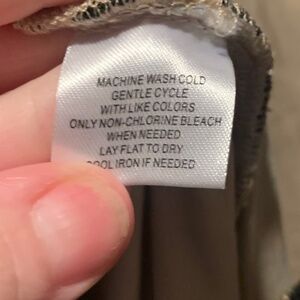 MACHINE WASH COLD
GENTLE CYCLE
WITH LIKE COLORS
ONLY NON-CHLORINE BLEACH
WHEN NEEDED
LAY FLAT TO DRY
COOL IRON IF NEEDED